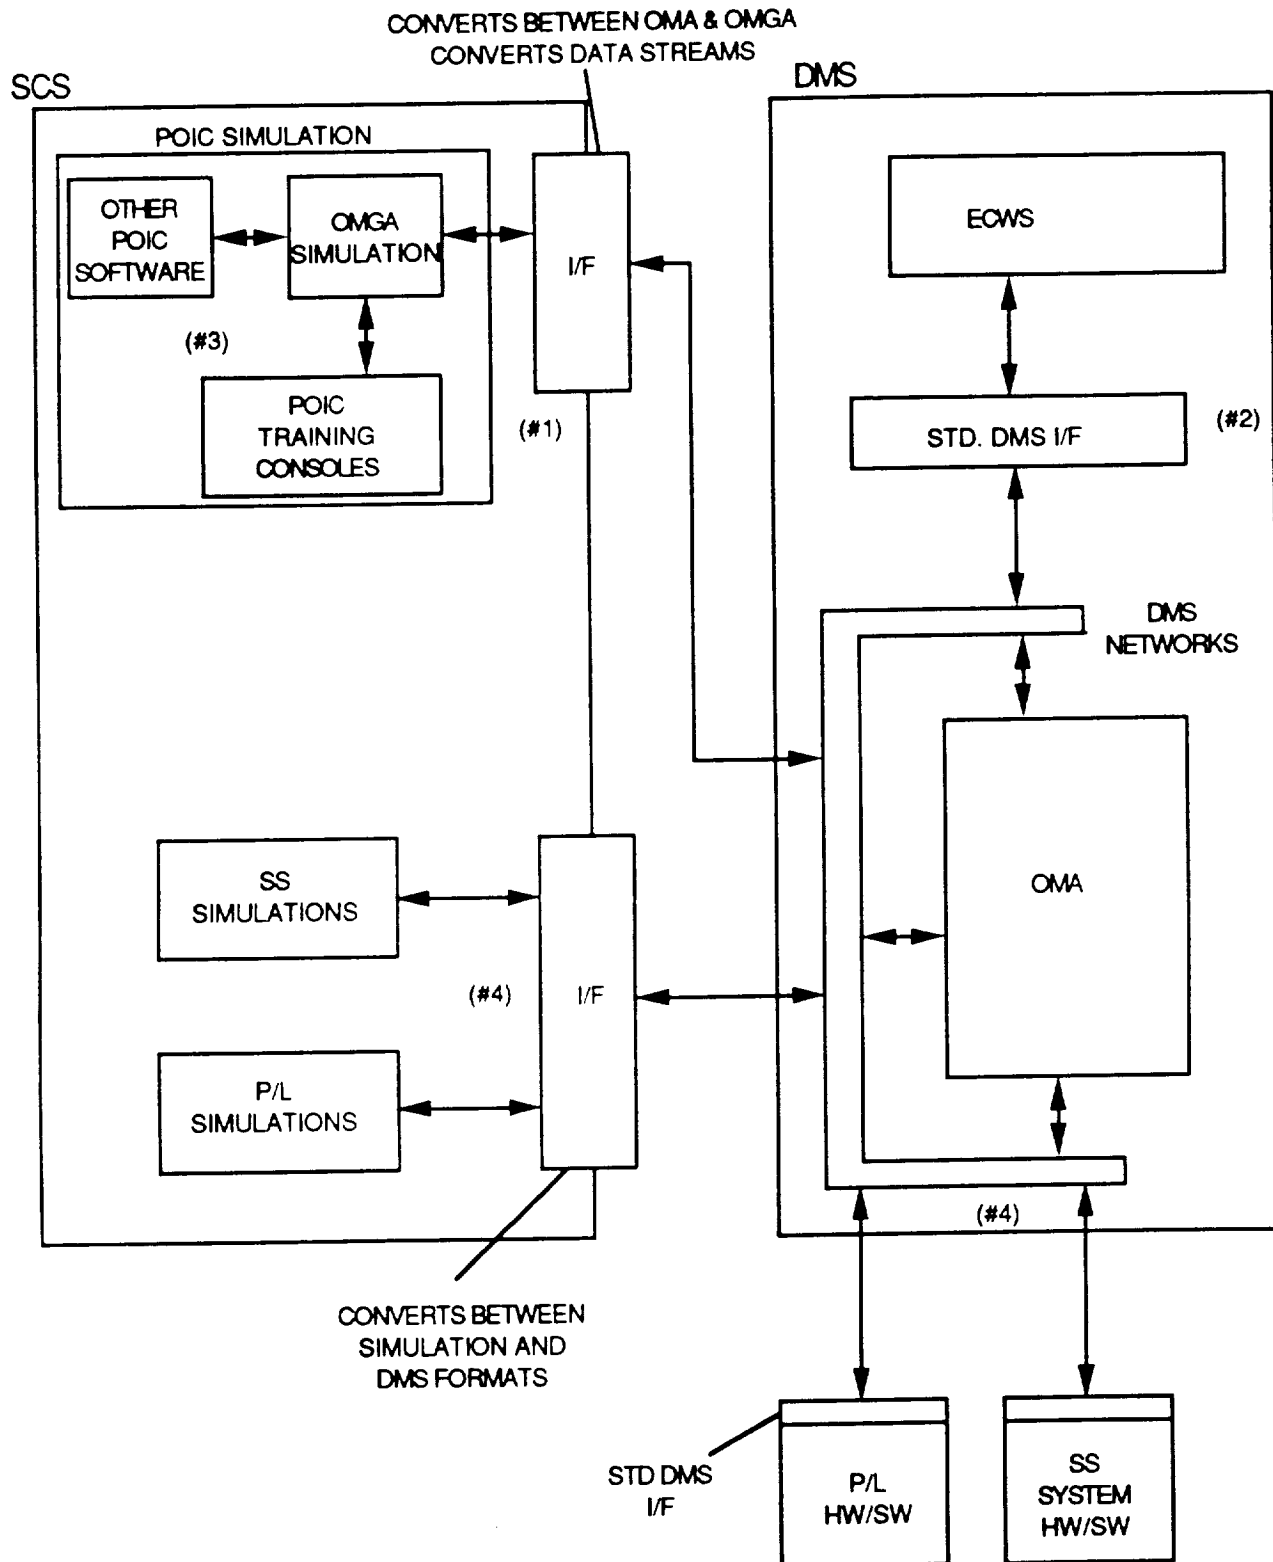 CONVERTS BETWEEN OMA & OMGA
CONVERTS DATA STREAMS
SCS
DMS
POIC SIMULATION
OTHER
POIC
SOFTWARE
OMGA
SIMULATION
I/F
ECWS
(#3)
POIC
TRAINING
CONSOLES
(#1)
STD. DMS I/F
(#2)
DMS
NETWORKS
SS
SIMULATIONS
OMA
(#4)
I/F
P/L
SIMULATIONS
(#4)
CONVERTS BETWEEN
SIMULATION AND
DMS FORMATS
STD DMS
I/F
P/L
HW/SW
SS
SYSTEM
HW/SW